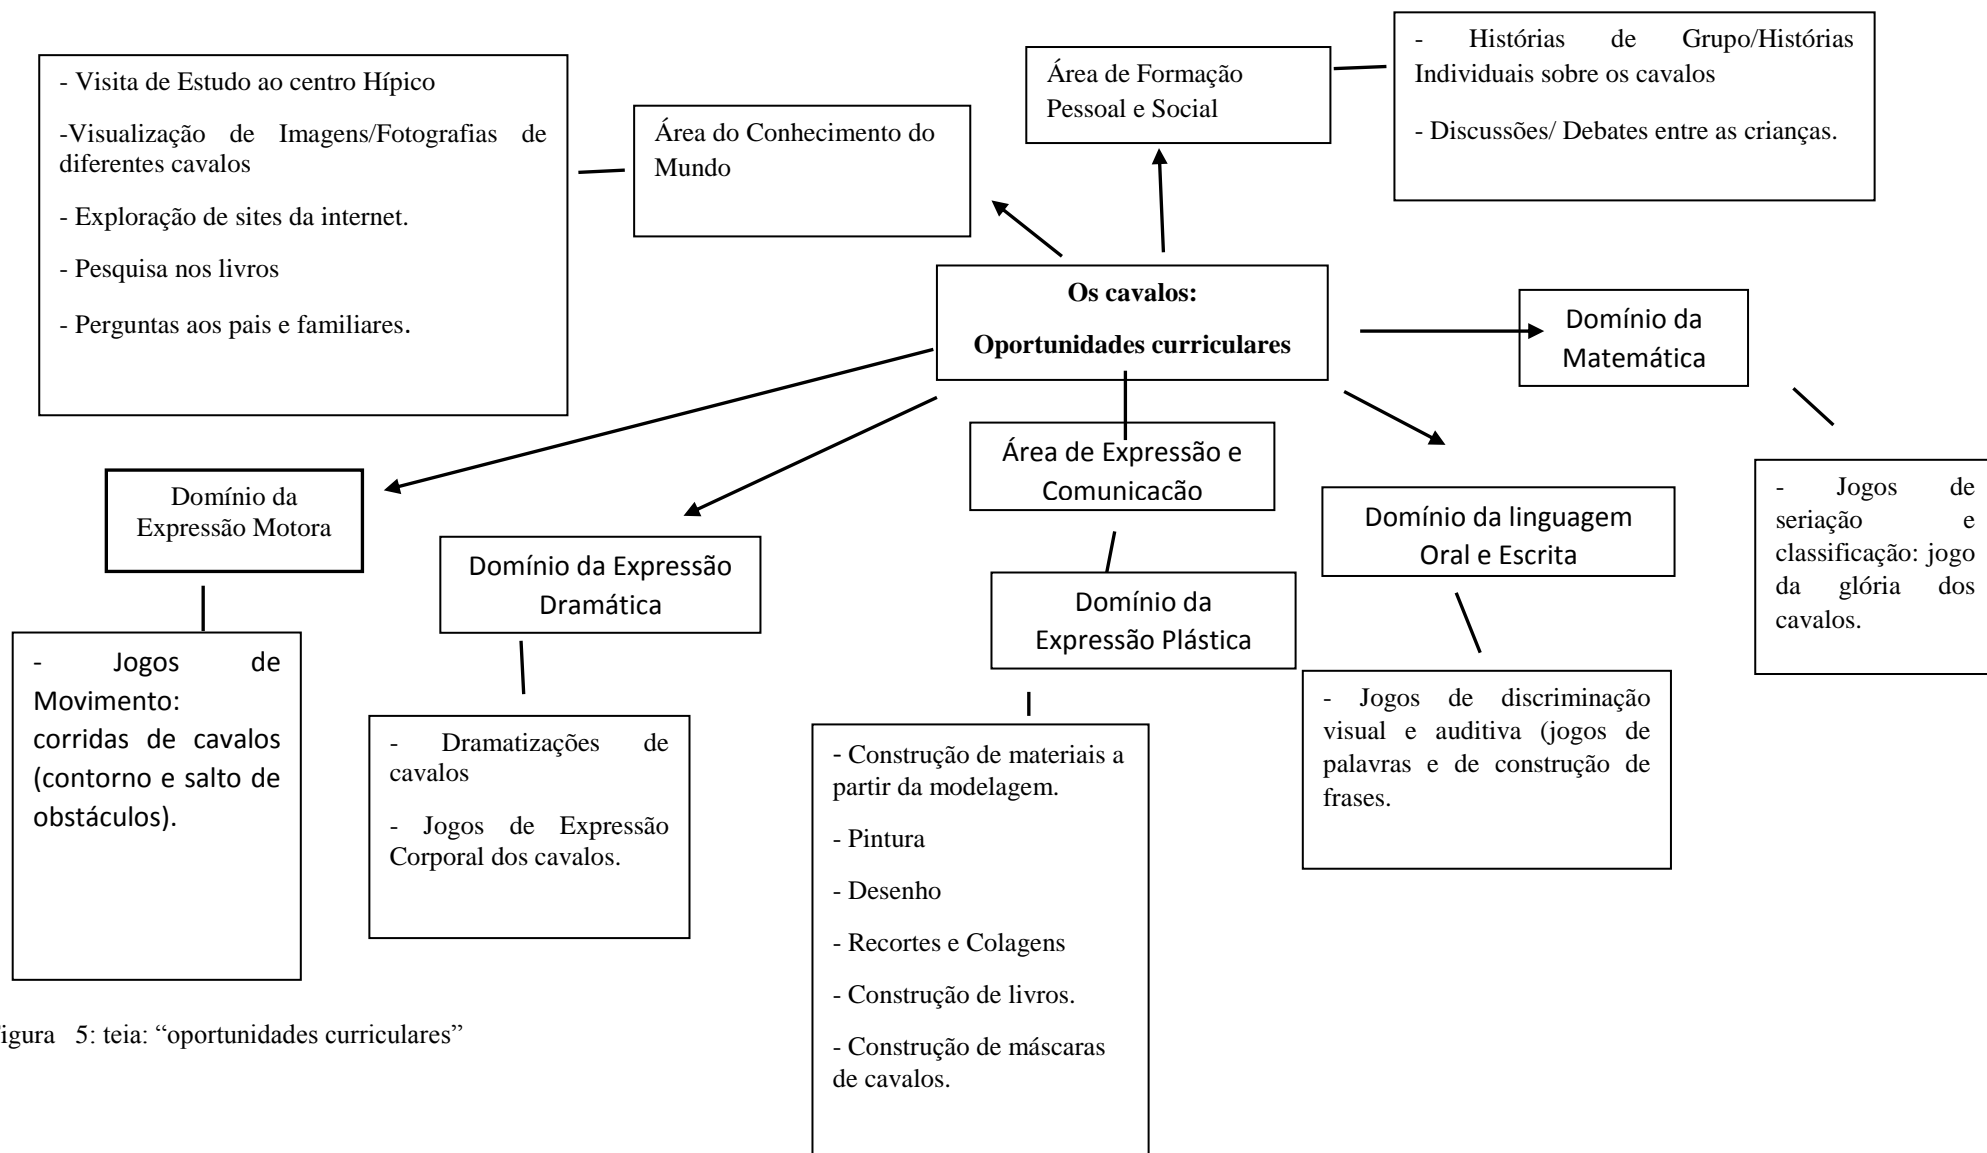 - Visita de Estudo ao centro Hípico
-Visualização de Imagens/Fotografias de
diferentes cavalos
- Exploração de sites da internet.
- Pesquisa nos livros
- Perguntas aos pais e familiares.
Área do Conhecimento do
Mundo
Área de Formação
Pessoal e Social
- Histórias de Grupo/Histórias
Individuais sobre os cavalos
- Discussões/ Debates entre as crianças.
Os cavalos:
Oportunidades curriculares
Domínio da
Matemática
- Jogos de
seriação e
classificação: jogo
da glória dos
cavalos.
Domínio da
Expressão Motora
- Jogos de
Movimento:
corridas de cavalos
(contorno e salto de
obstáculos).
Domínio da Expressão
Dramática
- Dramatizações de
cavalos
- Jogos de Expressão
Corporal dos cavalos.
Área de Expressão e
Comunicacão
Domínio da
Expressão Plástica
- Construção de materiais a
partir da modelagem.
- Pintura
- Desenho
- Recortes e Colagens
- Construção de livros.
- Construção de máscaras
de cavalos.
Domínio da linguagem
Oral e Escrita
- Jogos de discriminação
visual e auditiva (jogos de
palavras e de construção de
frases.
igura 5: teia: “oportunidades curriculares”